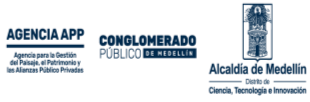 AGENCIA APP
Agencia para la Gestión
del Paisaje, el Patrimonio y
las Alianzas Público Privadas
CONGLOMERADO
PÚBLICO DE MEDELLÍN
Alcaldía de Medellín
Distrito de
Ciencia, Tecnología e Innovación